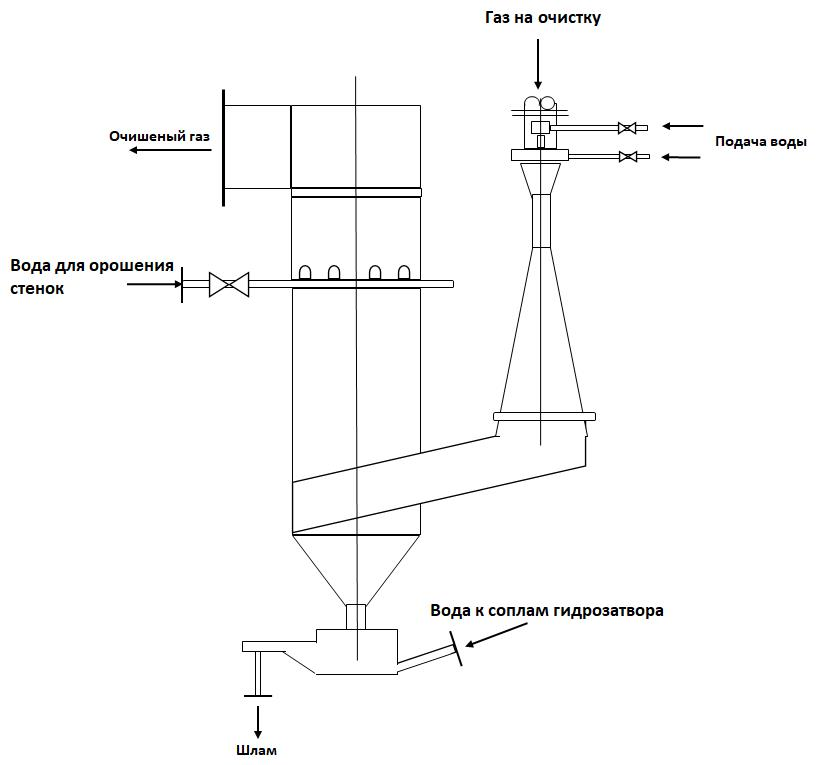 Газ на очистку
Очишеный газ
Подача воды
Вода для орошения
стенок
Вода к соплам гидрозатвора
Шлам